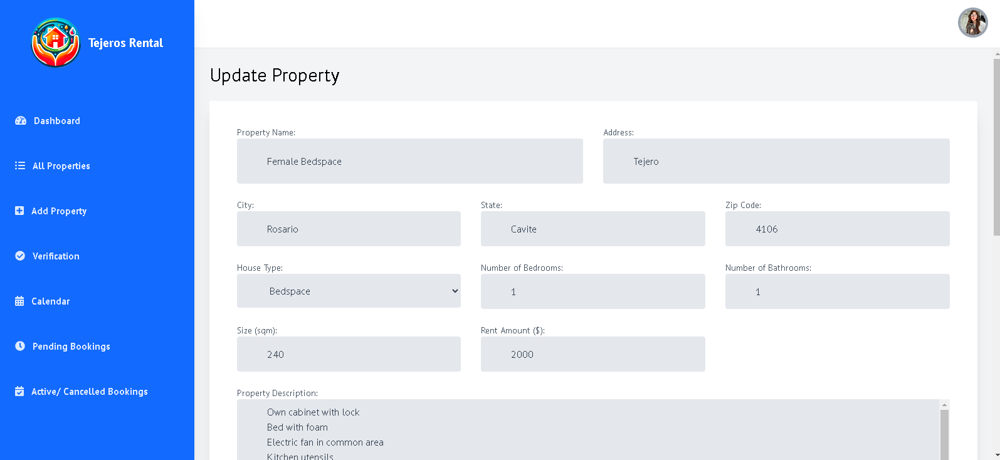 Tejeros Rental
Dashboard
All Properties
Add Property
Verification
Calendar
Pending Bookings
Active/ Cancelled Bookings
Update Property
Property Name:
Female Bedspace
Address:
Tejero
City:
Rosario
State:
Cavite
Zip Code:
4106
House Type:
Bedspace
Number of Bedrooms:
1
Number of Bathrooms:
1
Size (sqm):
240
Rent Amount ($):
2000
Property Description:
Own cabinet with lock
Bed with foam
Electric fan in common area
Kitchen utensils